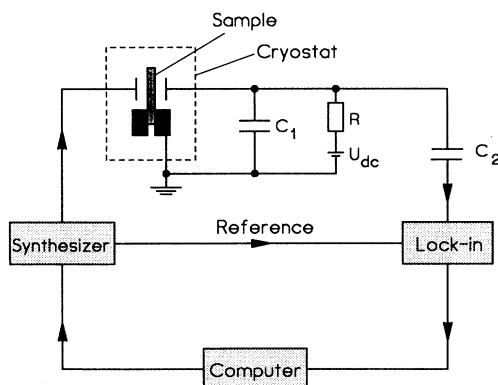 Sample
Cryostat
C1
R
Udc
C2
Synthesizer
Reference
Lock-in
Computer